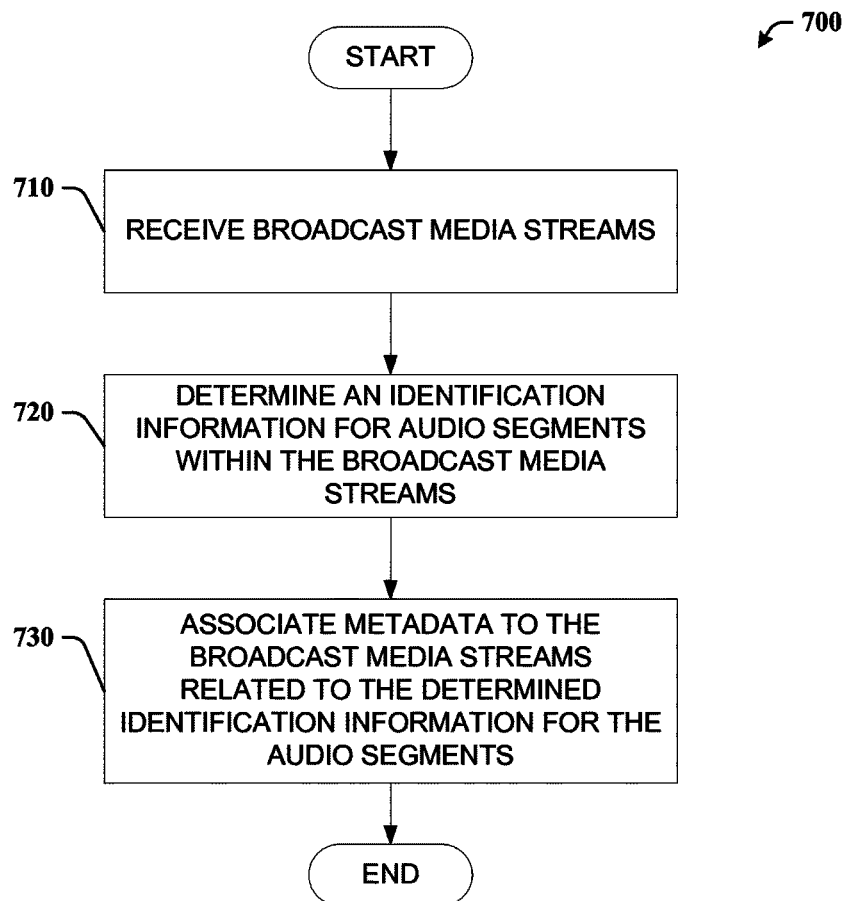 700
START
710
RECEIVE BROADCAST MEDIA STREAMS
720
DETERMINE AN IDENTIFICATION
INFORMATION FOR AUDIO SEGMENTS
WITHIN THE BROADCAST MEDIA
STREAMS
730
ASSOCIATE METADATA TO THE
BROADCAST MEDIA STREAMS
RELATED TO THE DETERMINED
IDENTIFICATION INFORMATION FOR THE
AUDIO SEGMENTS
END